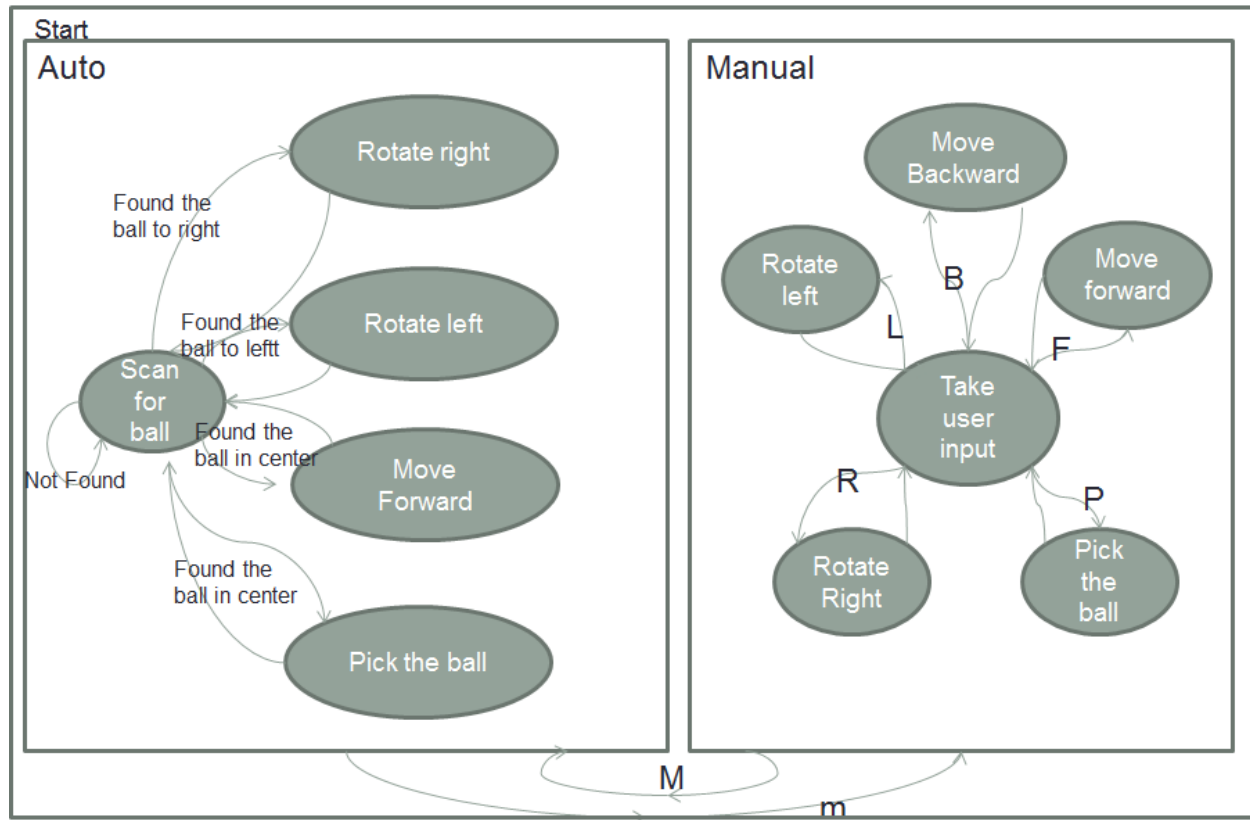 Start
Auto
Rotate right
Found the
ball to right
Found the
ball to leftt
Rotate left
Scan
for
ball
Not Found
Found the
ball in center
Move
Forward
Found the
ball in center
Pick the ball
Manual
Move
Backward
Rotate
left
Move
forward
B
L
F
Take
user
input
R
P
Rotate
Right
Pick
the
ball
M
m